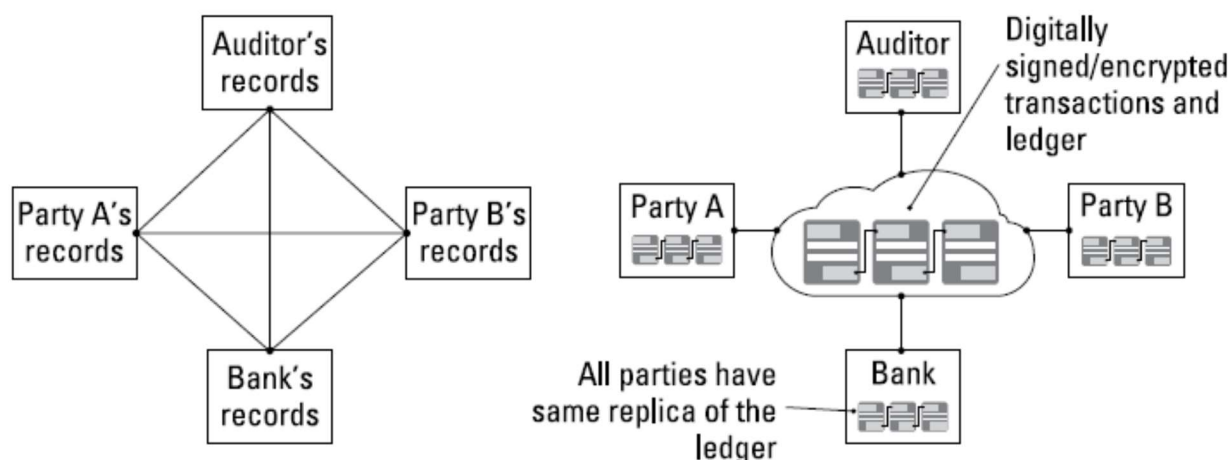 Auditor's
records
Party A's
records
Party B's
records
Bank's
records
Auditor
Digitally
signed/encrypted
transactions and
ledger
Party A
Party B
Bank
All parties have
same replica of the
ledger